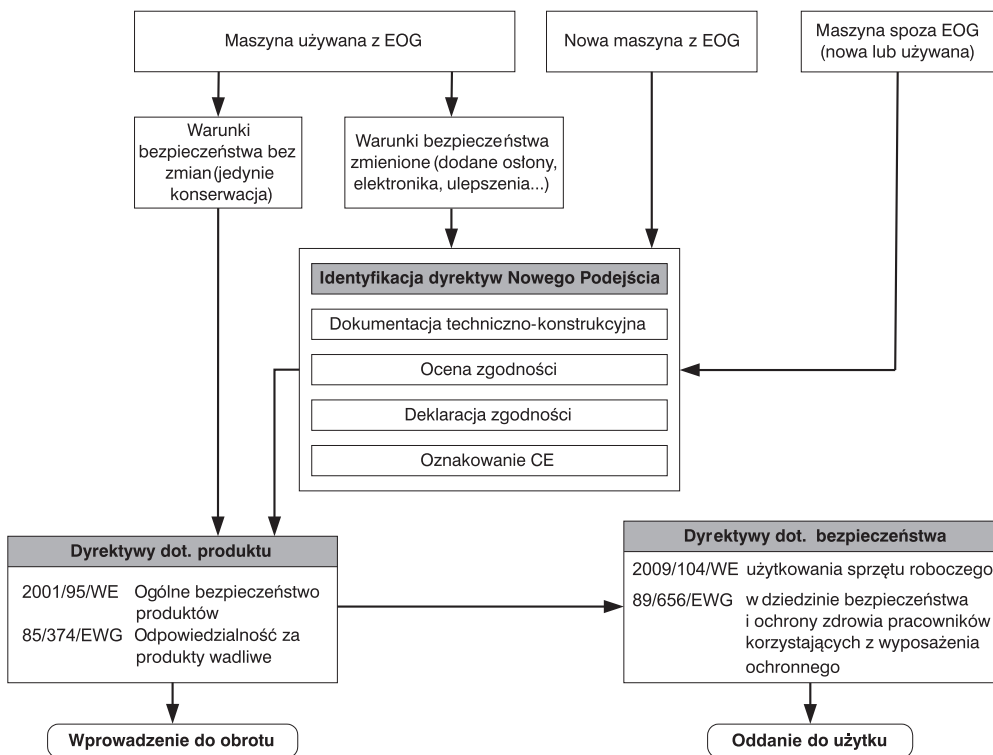 Maszyna używana z EOG
Nowa maszyna z EOG
Maszyna spoza EOG
(nowa lub używana)
Warunki
bezpieczeństwa bez
zmian (jedynie
konserwacja)
Warunki bezpieczeństwa
zmienione (dodane osłony,
elektronika, ulepszenia...)
Identyfikacja dyrektyw Nowego Podejścia
Dokumentacja techniczno-konstrukcyjna
Ocena zgodności
Deklaracja zgodności
Oznakowanie CE
Dyrektywy dot. produktu
2001/95/WE Ogólne bezpieczeństwo
produktów
85/374/EWG Odpowiedzialność za
produkty wadliwe
Dyrektywy dot. bezpieczeństwa
2009/104/WE użytkowania sprzętu roboczego
89/656/EWG w dziedzinie bezpieczeństwa
i ochrony zdrowia pracowników
korzystających z wyposażenia
ochronnego
Wprowadzenie do obrotu
Oddanie do użytku